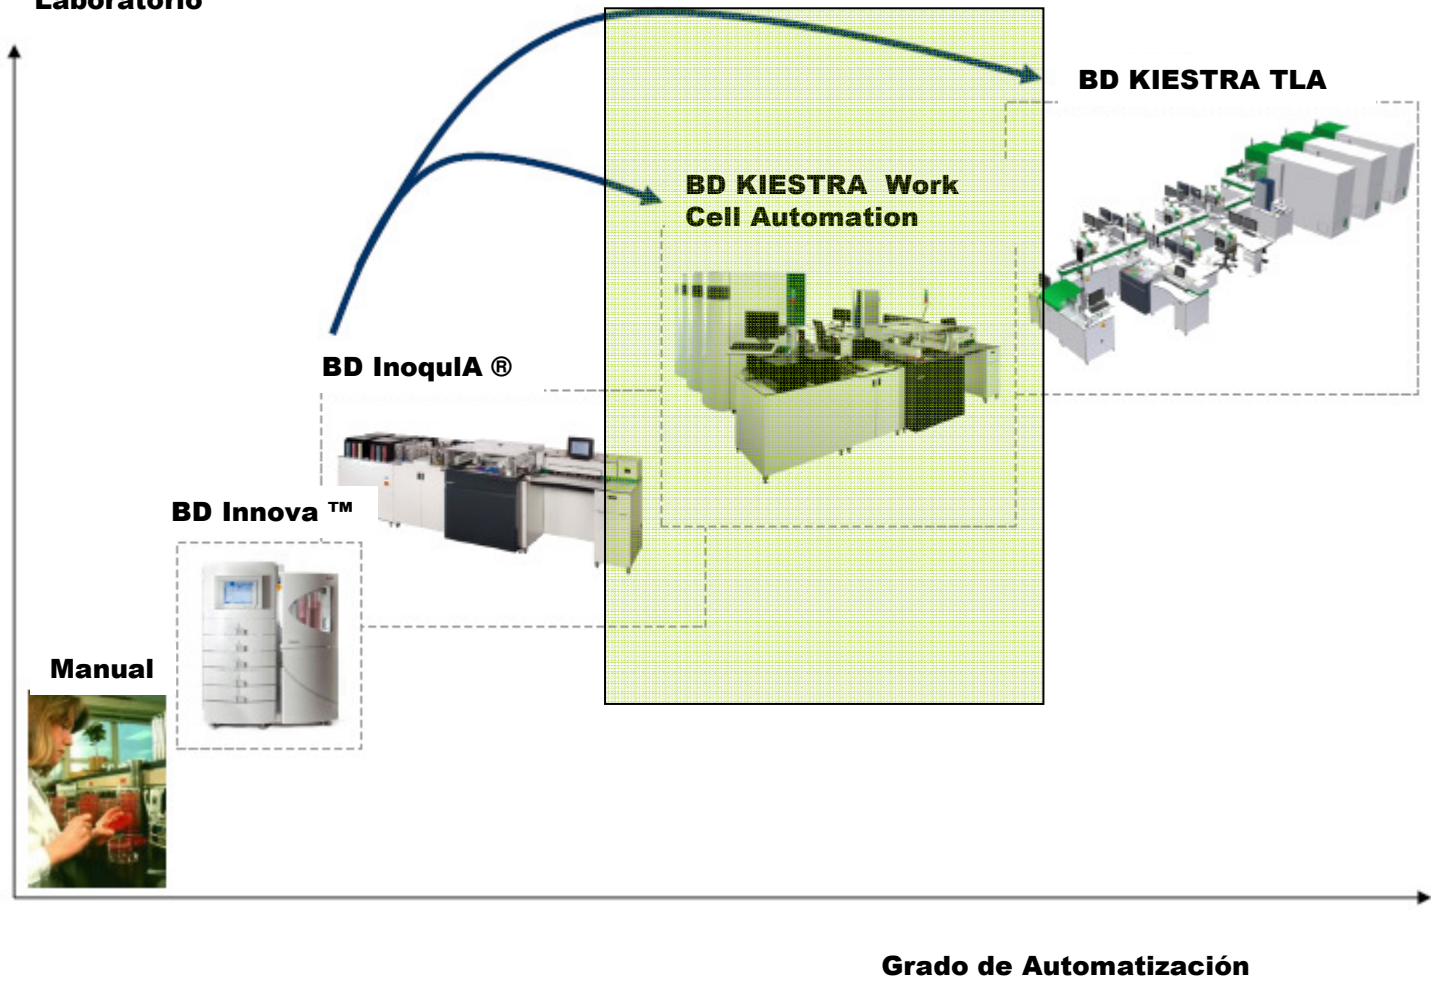 Laboratorio
BD KIESTRA TLA
BD KIESTRA Work
Cell Automation
BD InoqulA ®
BD Innova ™
Manual
Grado de Automatización